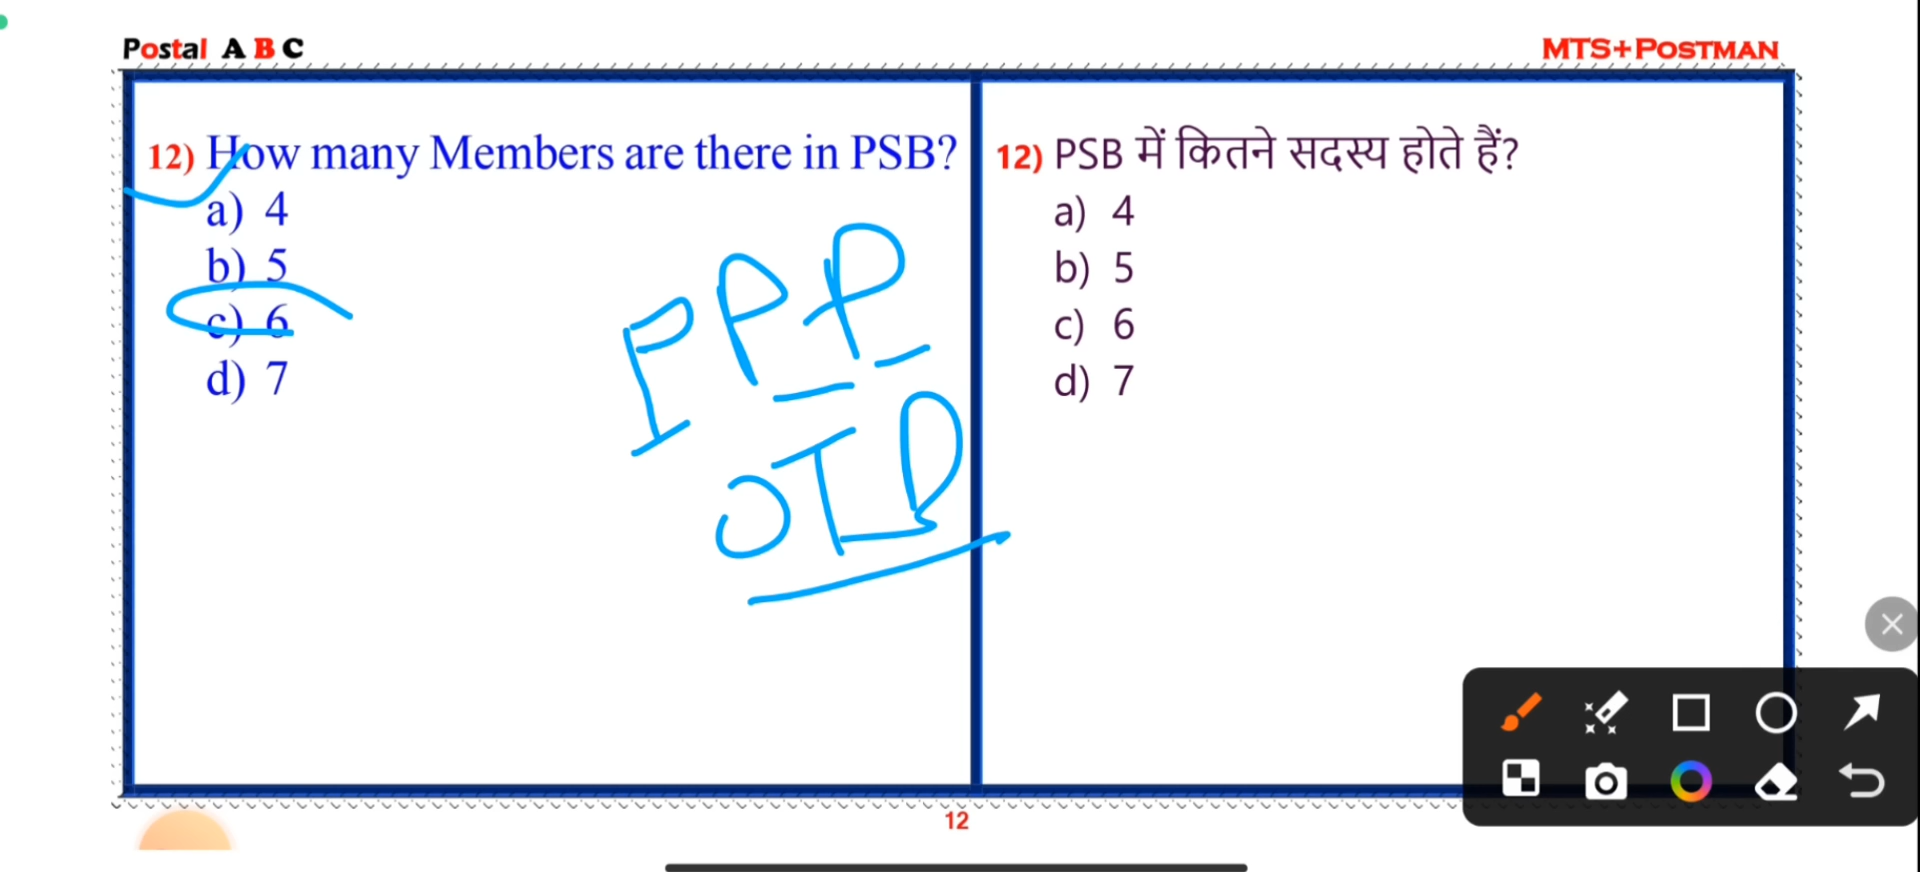 Postal A B C
MTS+POSTMAN
12) How many Members are there in PSB?
a) 4
b) 5
c) 6
d) 7
PPP
OTB
12) PSB में कितने सदस्य होते हैं?
a) 4
b) 5
c) 6
d) 7
12